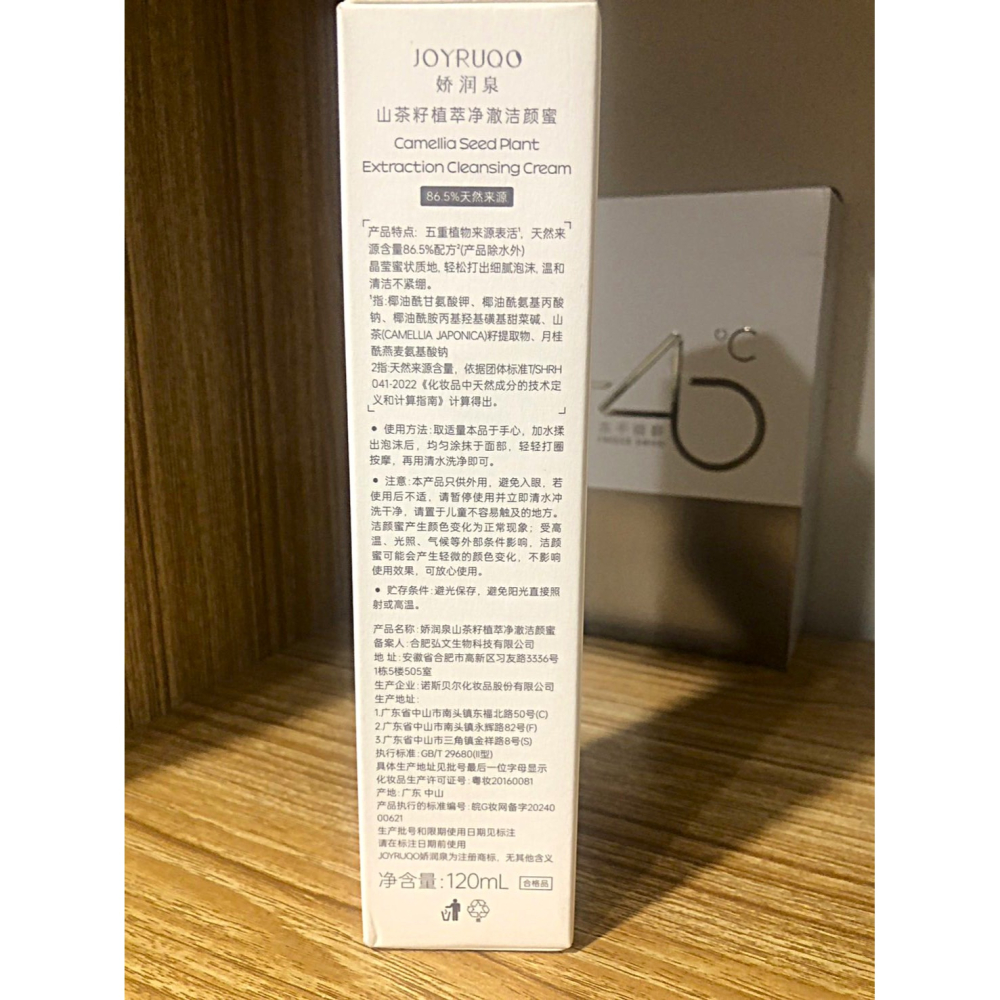 JOYRUQO
娇润泉
山茶籽植萃净澈洁颜蜜
Camellia Seed Plant
Extraction Cleansing Cream
86.5%天然来源
产品特点：五重植物来源表活¹，天然来
源含量86.5%配方²(产品除水外)
晶莹蜜状质地，轻松打出细腻泡沫，温和
清洁不紧绷。
¹指:椰油酰甘氨酸钾、椰油酰氨基丙酸
钠、椰油酰胺丙基羟基磺基甜菜碱、山
茶(CAMELLIA JAPONICA)籽提取物、月桂
酰燕麦氨基酸钠
2指:天然来源含量，依据团体标准T/SHRH
041-2022《化妆品中天然成分的技术定
义和计算指南》计算得出。
● 使用方法:取适量本品于手心，加水揉
出泡沫后，均匀涂抹于面部，轻轻打圈
按摩，再用清水洗净即可。
● 注意:本产品只供外用，避免入眼，若
使用后不适、请暂停使用并立即清水冲
洗干净，请置于儿童不容易触及的地方。
洁颜蜜产生颜色变化为正常现象；受高
温、光照、气候等外部条件影响，洁颜
蜜可能会产生轻微的颜色变化，不影响
使用效果，可放心使用。
● 贮存条件:避光保存，避免阳光直接照
射或高温。
产品名称:娇润泉山茶籽植萃净澈洁颜蜜
备案人:合肥弘文生物科技有限公司
地 址:安徽省合肥市高新区习友路3336号
1栋5楼505室
生产企业:诺斯贝尔化妆品股份有限公司
生产地址:
1.广东省中山市南头镇东福北路50号(C)
2.广东省中山市南头镇永辉路82号(F)
3.广东省中山市三角镇金祥路8号(S)
执行标准:GB/T 29680(II型)
具体生产地址见批号最后一位字母显示
化妆品生产许可证号:粤妆20160081
产地:广东 中山
产品执行的标准编号:皖G妆网备字20240
00621
生产批号和限期使用日期见标注
请在标注日期前使用
JOYRUQO娇润泉为注册商标，无其他含义
净含量:120mL 合格品
-45°C